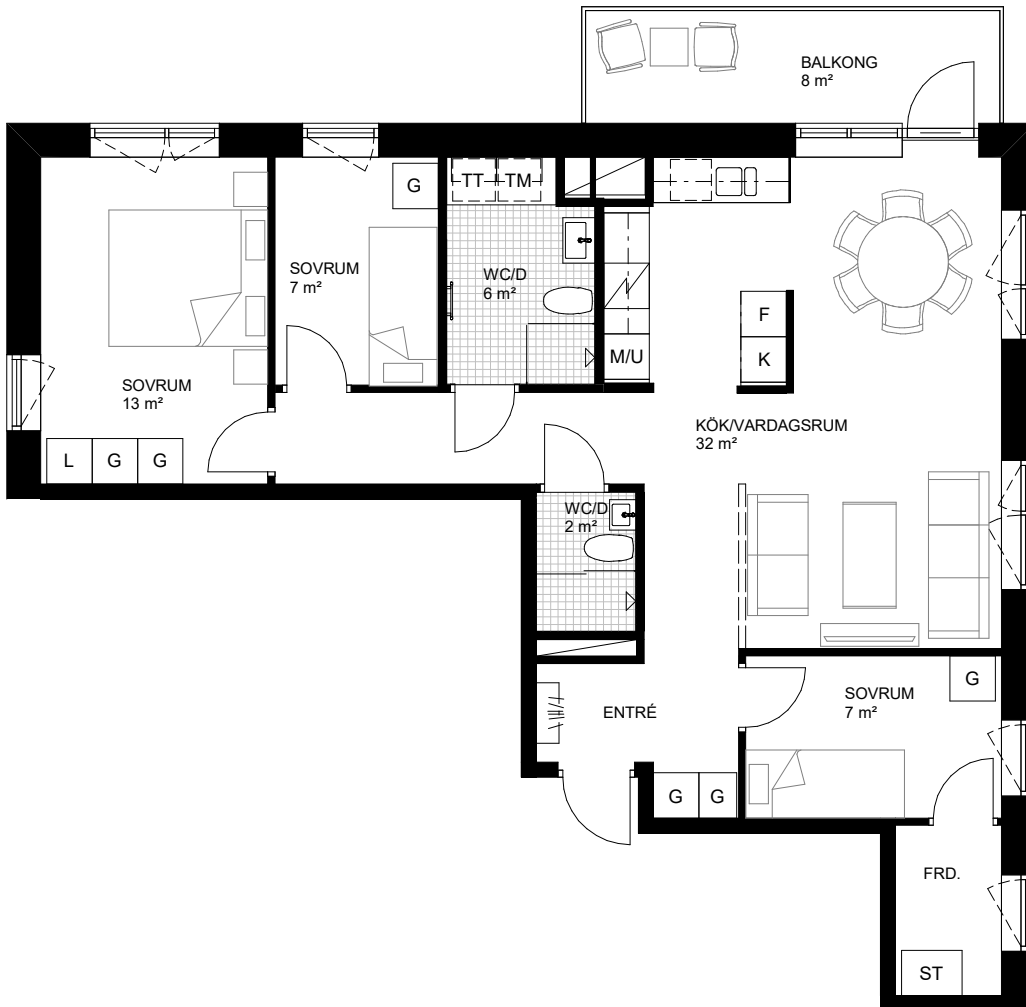 BALKONG
8 m²
G
TT
TM
SOVRUM
7 m²
WC/D
6 m²
F
K
M/U
SOVRUM
13 m²
KÖK/VARDAGSRUM
32 m²
L
G
G
WC/D
2 m²
ENTRÉ
SOVRUM
7 m²
G
G
G
FRD.
ST